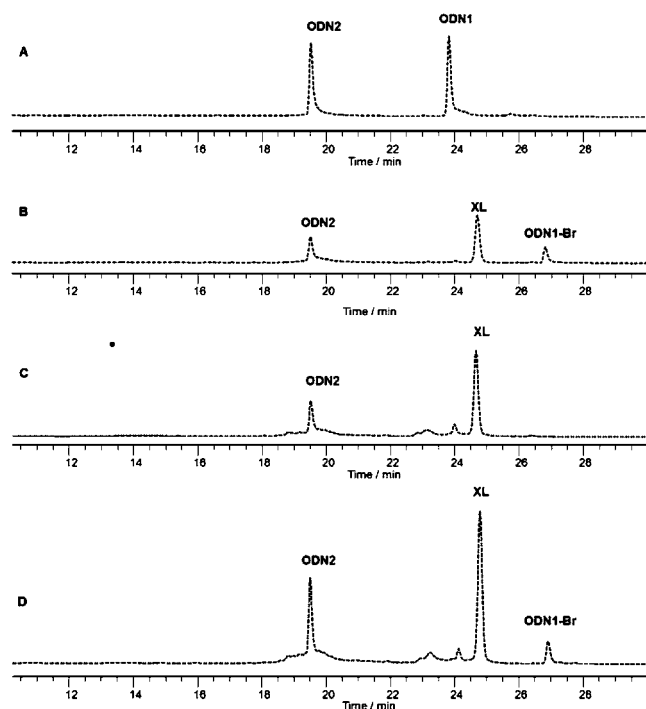 ODN2 ODN1
A
12 14 16 18 20 22 24 26 28
Time / min
B ODN2 XL ODN1-Br
12 14 16 18 20 22 24 26 28
Time / min
XL
C ODN2
12 14 16 18 20 22 24 26 28
Time / min
XL
ODN2
D ODN1-Br
12 14 16 18 20 22 24 26 28
Time / min